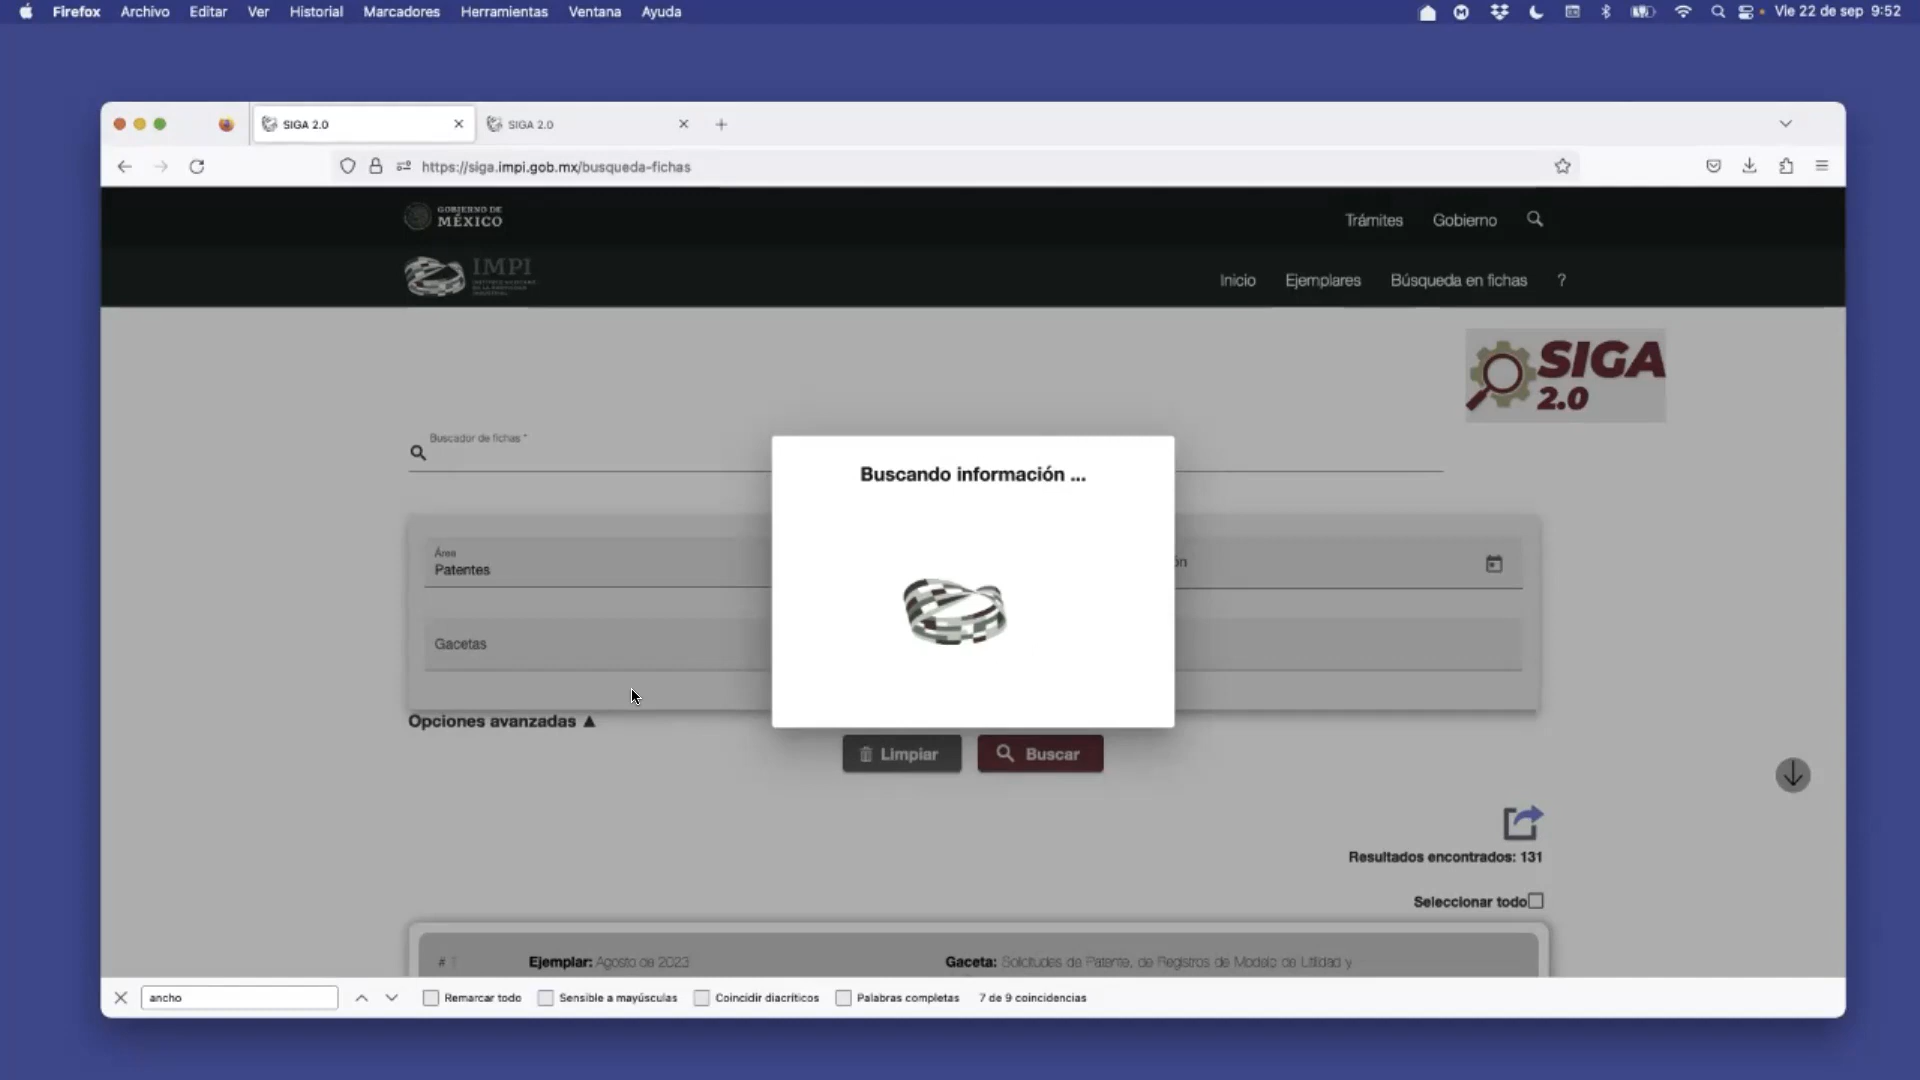 Firefox Archivo Editar Ver Historial Marcadores Herramientas Ventana Ayuda Vie 22 de sep 9:52
SIGA 2.0 SIGA 2.0
https://siga.impi.gob.mx/busqueda-fichas
GOBIERNO DE
MÉXICO
Trámites Gobierno
IMPI
Inicio Ejemplares Búsqueda en fichas ?
SIGA
2.0
Buscador de fichas *
Buscando información ...
Área
Patentes
ón
Gacetas
Opciones avanzadas ▲
Limpiar Buscar
Resultados encontrados: 131
Seleccionar todo
# Ejemplar: Agosto de 2023 Gaceta: Solicitudes de Patente, de Registros de Modelo de Utilidad y
ancho Remarcar todo Sensible a mayúsculas Coincidir diacríticos Palabras completas 7 de 9 coincidencias